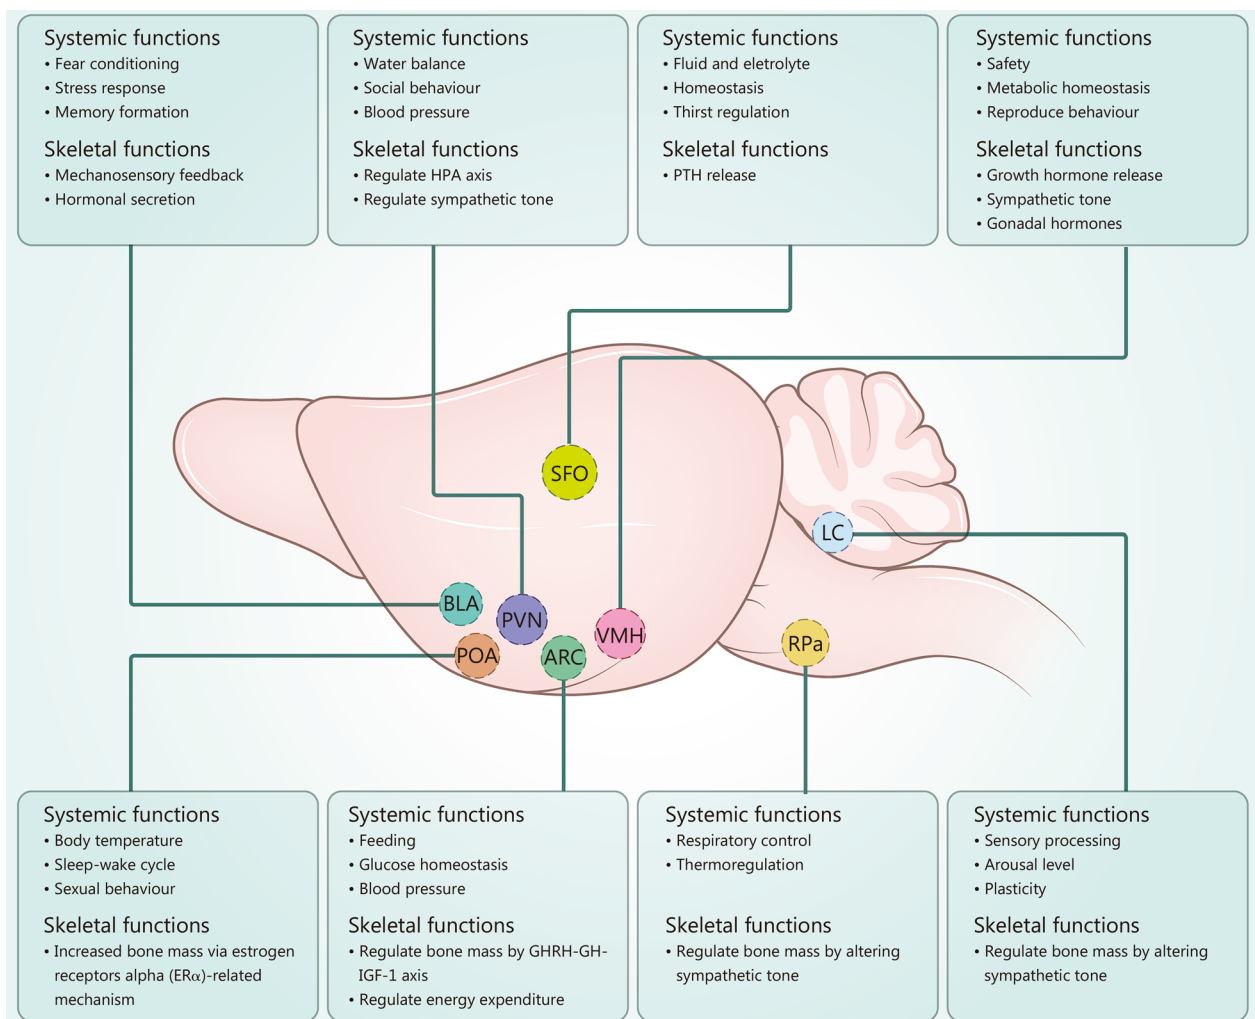 Systemic functions
• Fear conditioning
• Stress response
• Memory formation
Skeletal functions
• Mechanosensory feedback
• Hormonal secretion
Systemic functions
• Water balance
• Social behaviour
• Blood pressure
Skeletal functions
• Regulate HPA axis
• Regulate sympathetic tone
Systemic functions
• Fluid and eletrolyte
• Homeostasis
• Thirst regulation
Skeletal functions
• PTH release
Systemic functions
• Safety
• Metabolic homeostasis
• Reproduce behaviour
Skeletal functions
• Growth hormone release
• Sympathetic tone
• Gonadal hormones
SFO
LC
BLA
PVN
VMH
RPa
POA
ARC
Systemic functions
• Body temperature
• Sleep-wake cycle
• Sexual behaviour
Skeletal functions
• Increased bone mass via estrogen
receptors alpha (ERα)-related
mechanism
Systemic functions
• Feeding
• Glucose homeostasis
• Blood pressure
Skeletal functions
• Regulate bone mass by GHRH-GH-
IGF-1 axis
• Regulate energy expenditure
Systemic functions
• Respiratory control
• Thermoregulation
Skeletal functions
• Regulate bone mass by altering
sympathetic tone
Systemic functions
• Sensory processing
• Arousal level
• Plasticity
Skeletal functions
• Regulate bone mass by altering
sympathetic tone